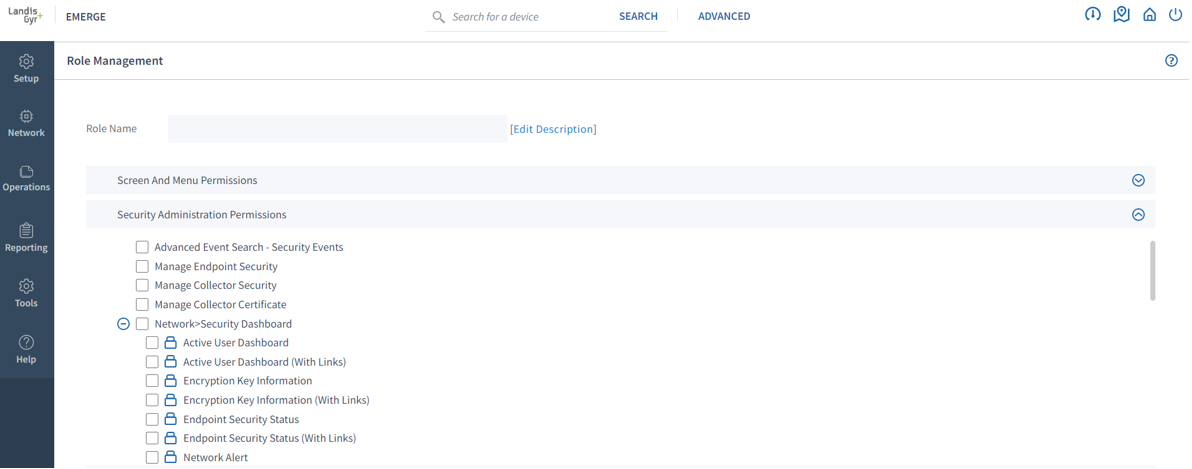 Landis
Gyr+
EMERGE
Search for a device
SEARCH
ADVANCED
Setup
Network
Operations
Reporting
Tools
Help
Role Management
Role Name
[Edit Description]
Screen And Menu Permissions
Security Administration Permissions
Advanced Event Search - Security Events
Manage Endpoint Security
Manage Collector Security
Manage Collector Certificate
Network>Security Dashboard
Active User Dashboard
Active User Dashboard (With Links)
Encryption Key Information
Encryption Key Information (With Links)
Endpoint Security Status
Endpoint Security Status (With Links)
Network Alert